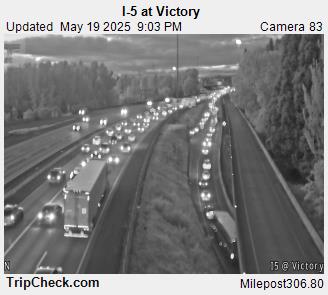 I-5 at Victory
Updated May 19 2025 9:03 PM Camera 83
N I5 @ Victory
TripCheck.com Milepost306.80